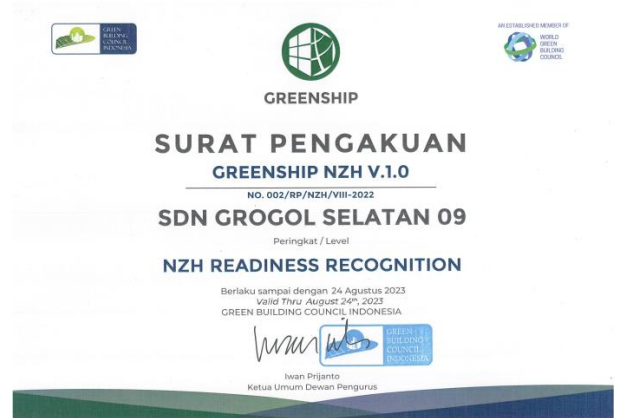 GREEN
BUILDING
COUNCIL
INDONESIA
AN ESTABLISHED MEMBER OF
WORLD
GREEN
BUILDING
COUNCIL
GREENSHIP
SURAT PENGAKUAN
GREENSHIP NZH V.1.0
NO. 002/RP/NZH/VIII-2022
SDN GROGOL SELATAN 09
Peringkat / Level
NZH READINESS RECOGNITION
Berlaku sampai dengan 24 Agustus 2023
Valid Thru August 24th, 2023
GREEN BUILDING COUNCIL INDONESIA
GREEN
BUILDING
COUNCIL
INDONESIA
Iwan Prijanto
Ketua Umum Dewan Pengurus